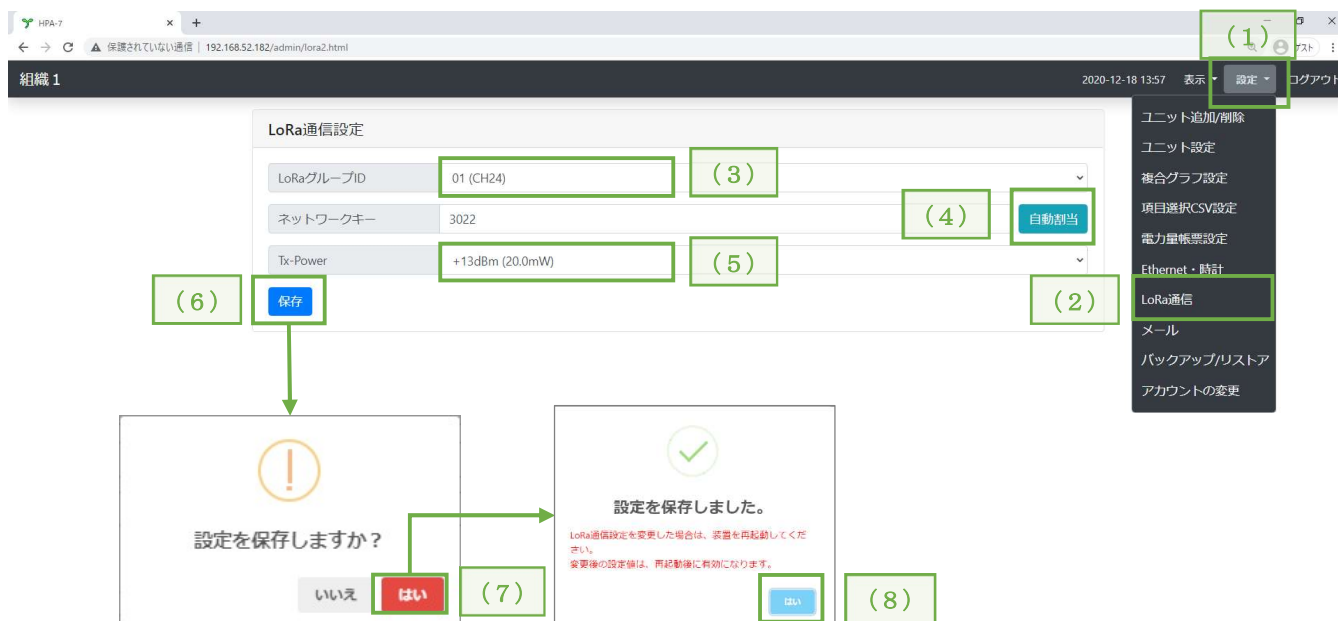 HPA-7
(1)
保護されていない通信 | 192.168.52.182/admin/lora2.html
ゲスト
組織 1
2020-12-18 13:57 表示 設定 ログアウト
ユニット追加/削除
ユニット設定
複合グラフ設定
項目選択CSV設定
電力量帳票設定
Ethernet・時計
LoRa通信
メール
バックアップ/リストア
アカウントの変更
(2)
LoRa通信設定
LoRaグループID 01 (CH24) (3)
ネットワークキー 3022 (4) 自動割当
Tx-Power +13dBm (20.0mW) (5)
(6) 保存
設定を保存しますか?
いいえ はい (7)
設定を保存しました。
LoRa通信設定を変更した場合は、装置を再起動してくだ
さい。
変更後の設定値は、再起動後に有効になります。
はい (8)